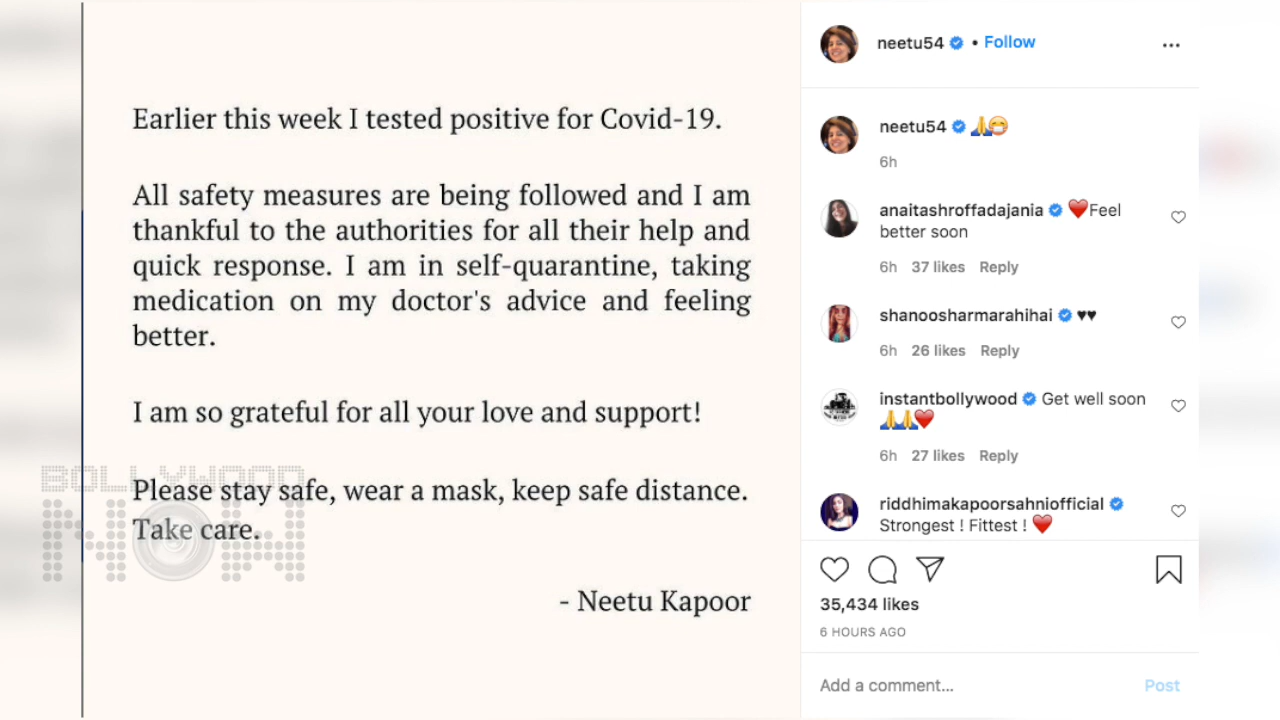 Earlier this week I tested positive for Covid-19.
All safety measures are being followed and I am
thankful to the authorities for all their help and
quick response. I am in self-quarantine, taking
medication on my doctor's advice and feeling
better.
I am so grateful for all your love and support!
Please stay safe, wear a mask, keep safe distance.
Take care.
- Neetu Kapoor
BOLLYWOOD
NOW
neetu54 • Follow
neetu54 🙏😷
6h
anaitashroffadajania ❤️Feel
better soon
6h 37 likes Reply
shanoosharmarahihai ♥♥
6h 26 likes Reply
instantbollywood Get well soon
🙏🙏❤️
6h 27 likes Reply
riddhimakapoorsahniofficial
Strongest ! Fittest ! ❤️
35,434 likes
6 HOURS AGO
Add a comment... Post